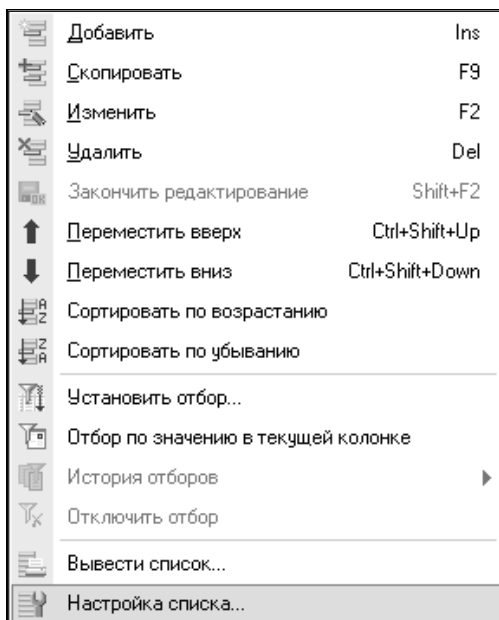 Добавить Ins
Скопировать F9
Изменить F2
Удалить Del
Закончить редактирование Shift+F2
Переместить вверх Ctrl+Shift+Up
Переместить вниз Ctrl+Shift+Down
Сортировать по возрастанию
Сортировать по убыванию
Установить отбор...
Отбор по значению в текущей колонке
История отборов
Отключить отбор
Вывести список...
Настройка списка...